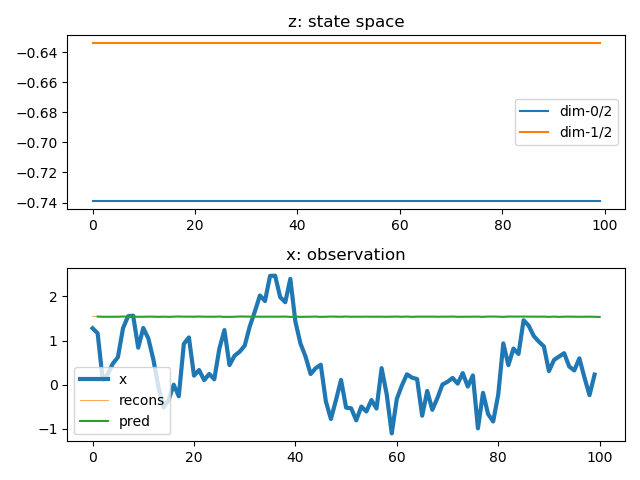 z: state space
−0.64
−0.66
−0.68
−0.70
−0.72
−0.74
dim-0/2
dim-1/2
0 20 40 60 80 100
x: observation
2
1
0
−1
x
recons
pred
0 20 40 60 80 100